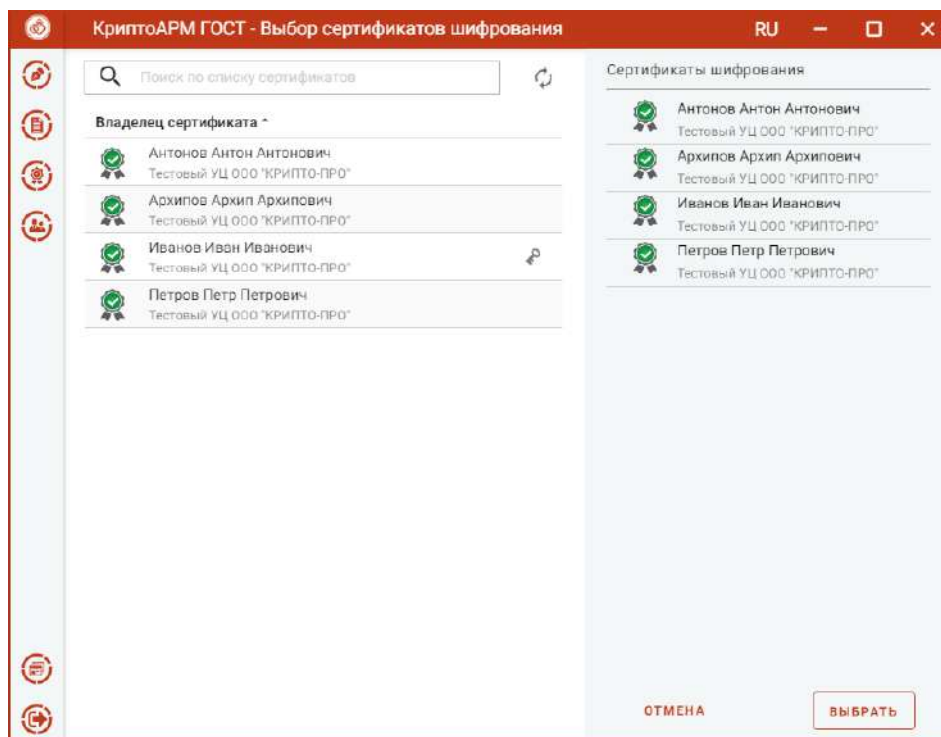 КриптоАРМ ГОСТ - Выбор сертификатов шифрования RU
Поиск по списку сертификатов
Владелец сертификата
Антонов Антон Антонович
Тестовый УЦ ООО "КРИПТО-ПРО"
Архипов Архип Архипович
Тестовый УЦ ООО "КРИПТО-ПРО"
Иванов Иван Иванович
Тестовый УЦ ООО "КРИПТО-ПРО"
Петров Петр Петрович
Тестовый УЦ ООО "КРИПТО-ПРО"
Сертификаты шифрования
Антонов Антон Антонович
Тестовый УЦ ООО "КРИПТО-ПРО"
Архипов Архип Архипович
Тестовый УЦ ООО "КРИПТО-ПРО"
Иванов Иван Иванович
Тестовый УЦ ООО "КРИПТО-ПРО"
Петров Петр Петрович
Тестовый УЦ ООО "КРИПТО-ПРО"
ОТМЕНА ВЫБРАТЬ